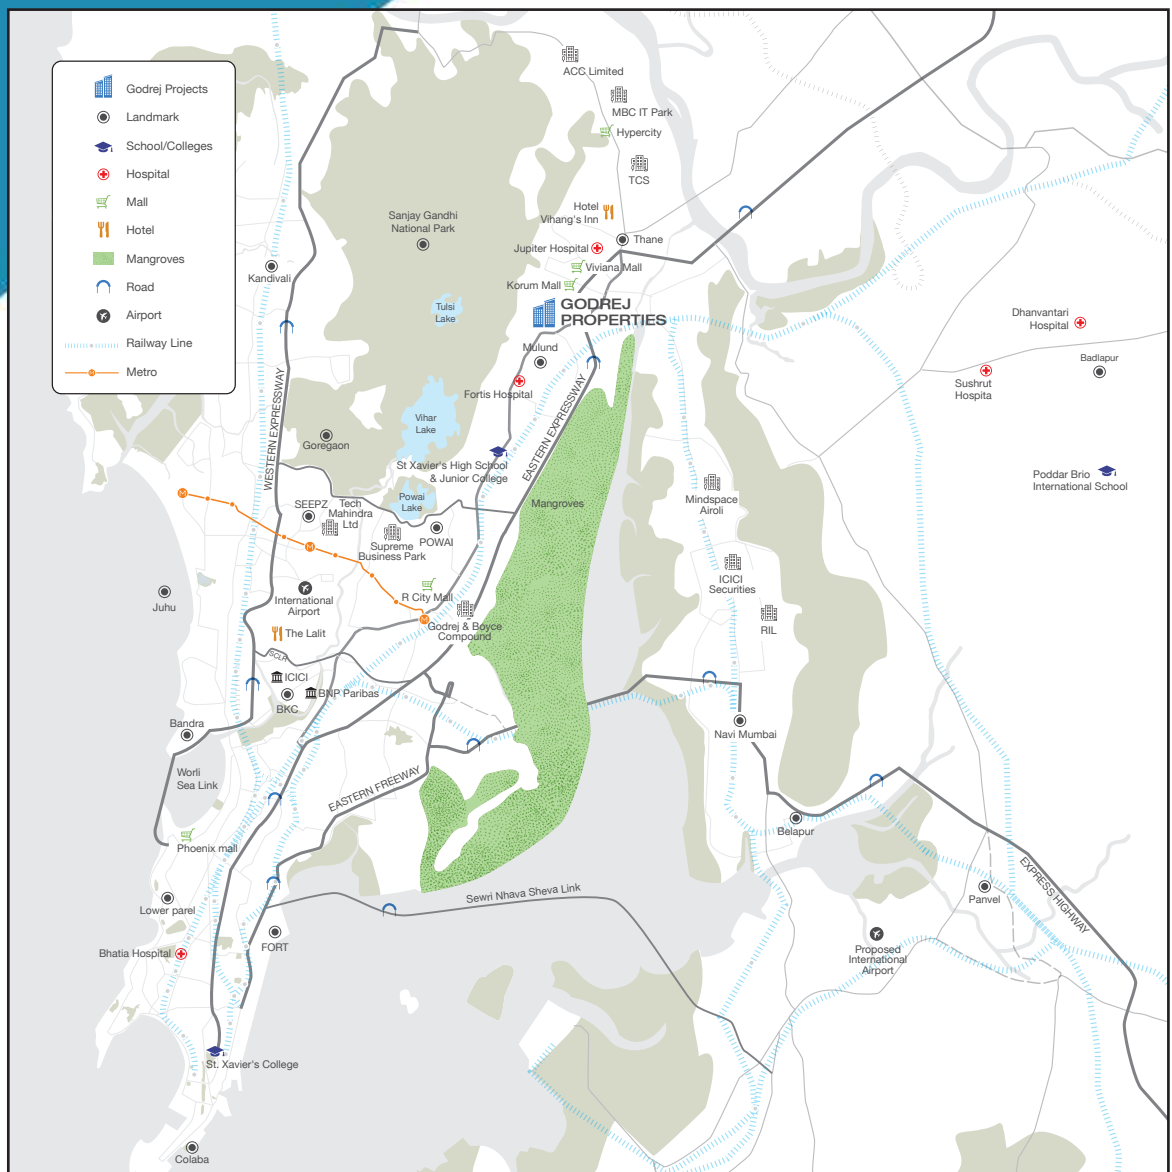 Godrej Projects
Landmark
School/Colleges
Hospital
Mall
Hotel
Mangroves
Road
Airport
Railway Line
M
Metro
ACC Limited
MBC IT Park
Hypercity
TCS
Hotel
Vihang's Inn
Thane
Jupiter Hospital
Viviana Mall
Korum Mall
Sanjay Gandhi
National Park
Kandivali
Tulsi
Lake
GODREJ
PROPERTIES
Mulund
Fortis Hospital
Dhanvantari
Hospital
Badlapur
Sushrut
Hospita
WESTERN EXPRESSWAY
EASTERN EXPRESSWAY
Vihar
Lake
Goregaon
St Xavier's High School
& Junior College
Poddar Brio
International School
M
SEEPZ
Tech
Mahindra
Ltd
Powai
Lake
Mangroves
Mindspace
Airoli
M
Supreme
Business Park
POWAI
Juhu
International
Airport
R City Mall
M
Godrej & Boyce
Compound
ICICI
Securities
RIL
The Lalit
SCLR
ICICI
BNP Paribas
BKC
Bandra
Navi Mumbai
Worli
Sea Link
EASTERN FREEWAY
Phoenix mall
Belapur
EXPRESS HIGHWAY
Sewri Nhava Sheva Link
Panvel
Lower parel
FORT
Bhatia Hospital
Proposed
International
Airport
St. Xavier's College
Colaba